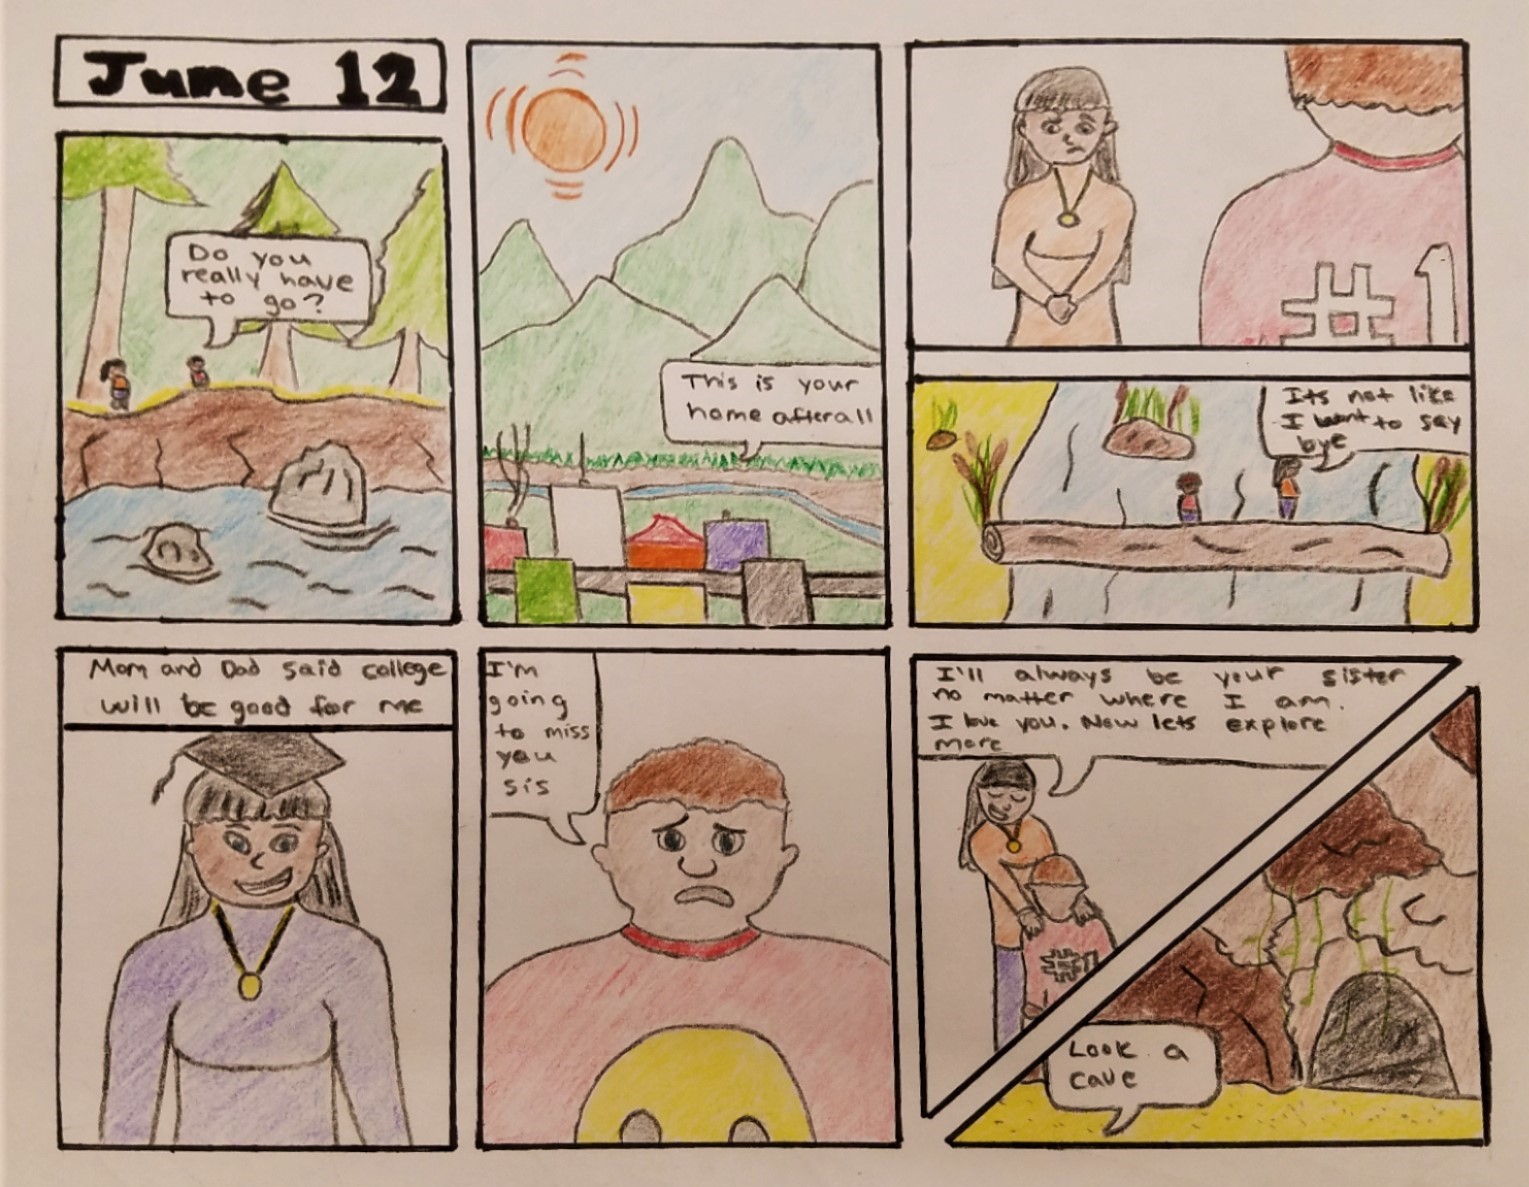 June 12
Do you
really have
to go?
This is your
home afterall
#1
Its not like
I want to say
bye
Mom and Dad said college
will be good for me
I'm
going
to miss
you
sis
I'll always be your sister
no matter where I am.
I love you. Now lets explore
more
#1
Look a
cave